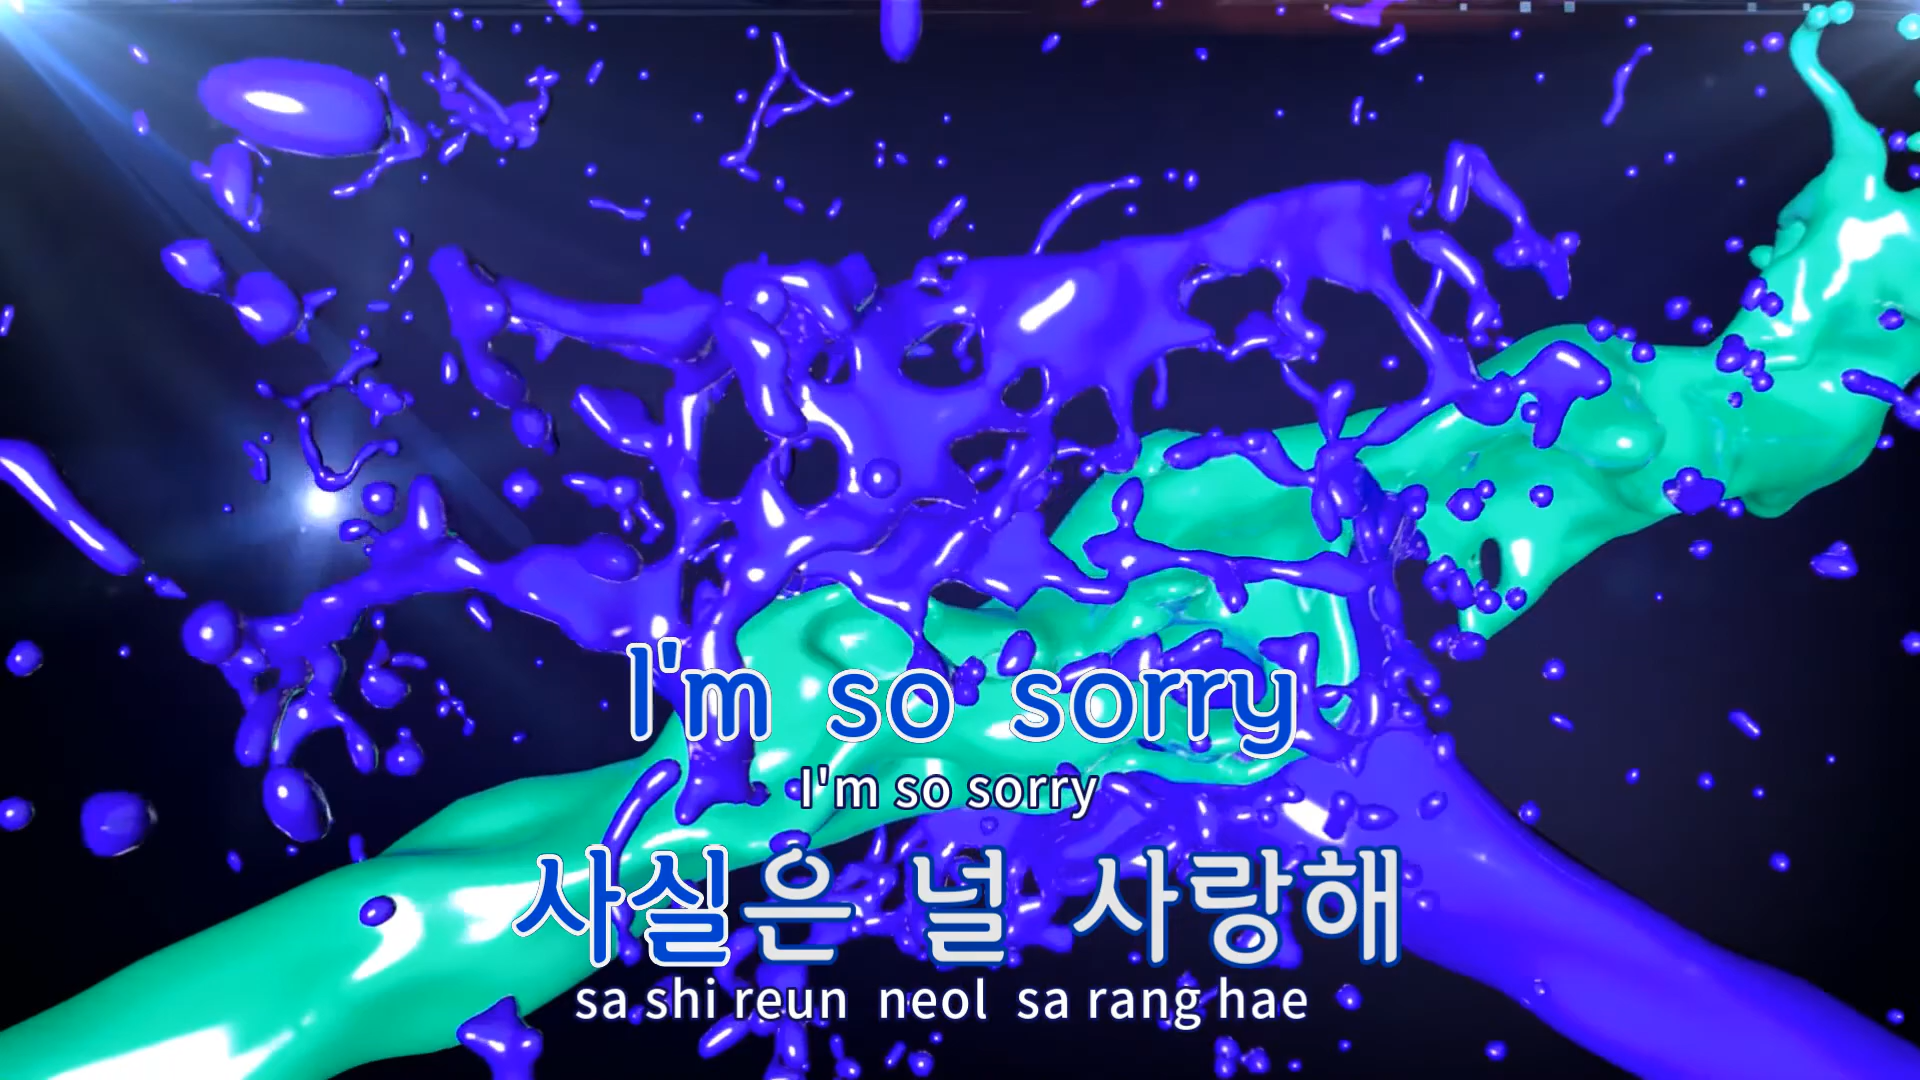 I'm so sorry
I'm so sorry
사실은 널 사랑해
sa shi reun neol sa rang hae